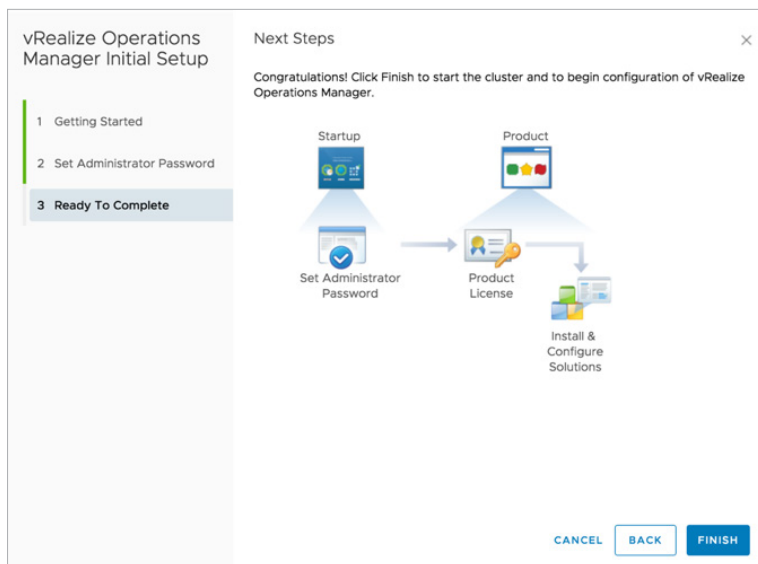 vRealize Operations
Manager Initial Setup
1 Getting Started
2 Set Administrator Password
3 Ready To Complete
Next Steps
Congratulations! Click Finish to start the cluster and to begin configuration of vRealize
Operations Manager.
Startup
Product
Set Administrator
Password
Product
License
Install &
Configure
Solutions
CANCEL
BACK
FINISH